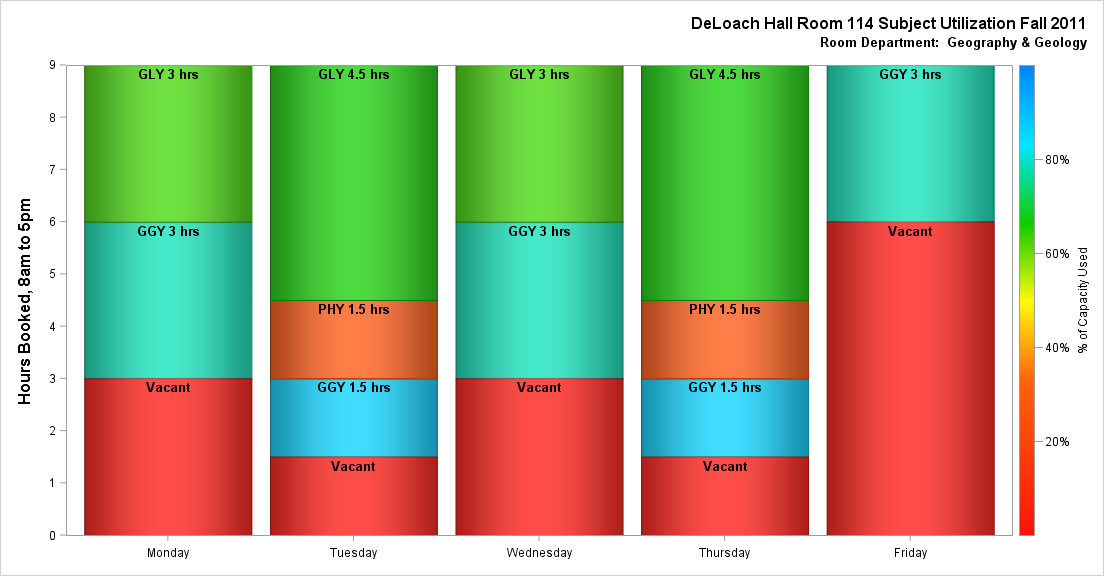 DeLoach Hall Room 114 Subject Utilization Fall 2011
Room Department:  Geography & Geology
Hours Booked, 8am to 5pm
9
8
7
6
5
4
3
2
1
0
GLY 3 hrs
GGY 3 hrs
Vacant
GLY 4.5 hrs
PHY 1.5 hrs
GGY 1.5 hrs
Vacant
GLY 3 hrs
GGY 3 hrs
Vacant
GLY 4.5 hrs
PHY 1.5 hrs
GGY 1.5 hrs
Vacant
GGY 3 hrs
Vacant
Monday
Tuesday
Wednesday
Thursday
Friday
80%
60%
40%
20%
% of Capacity Used